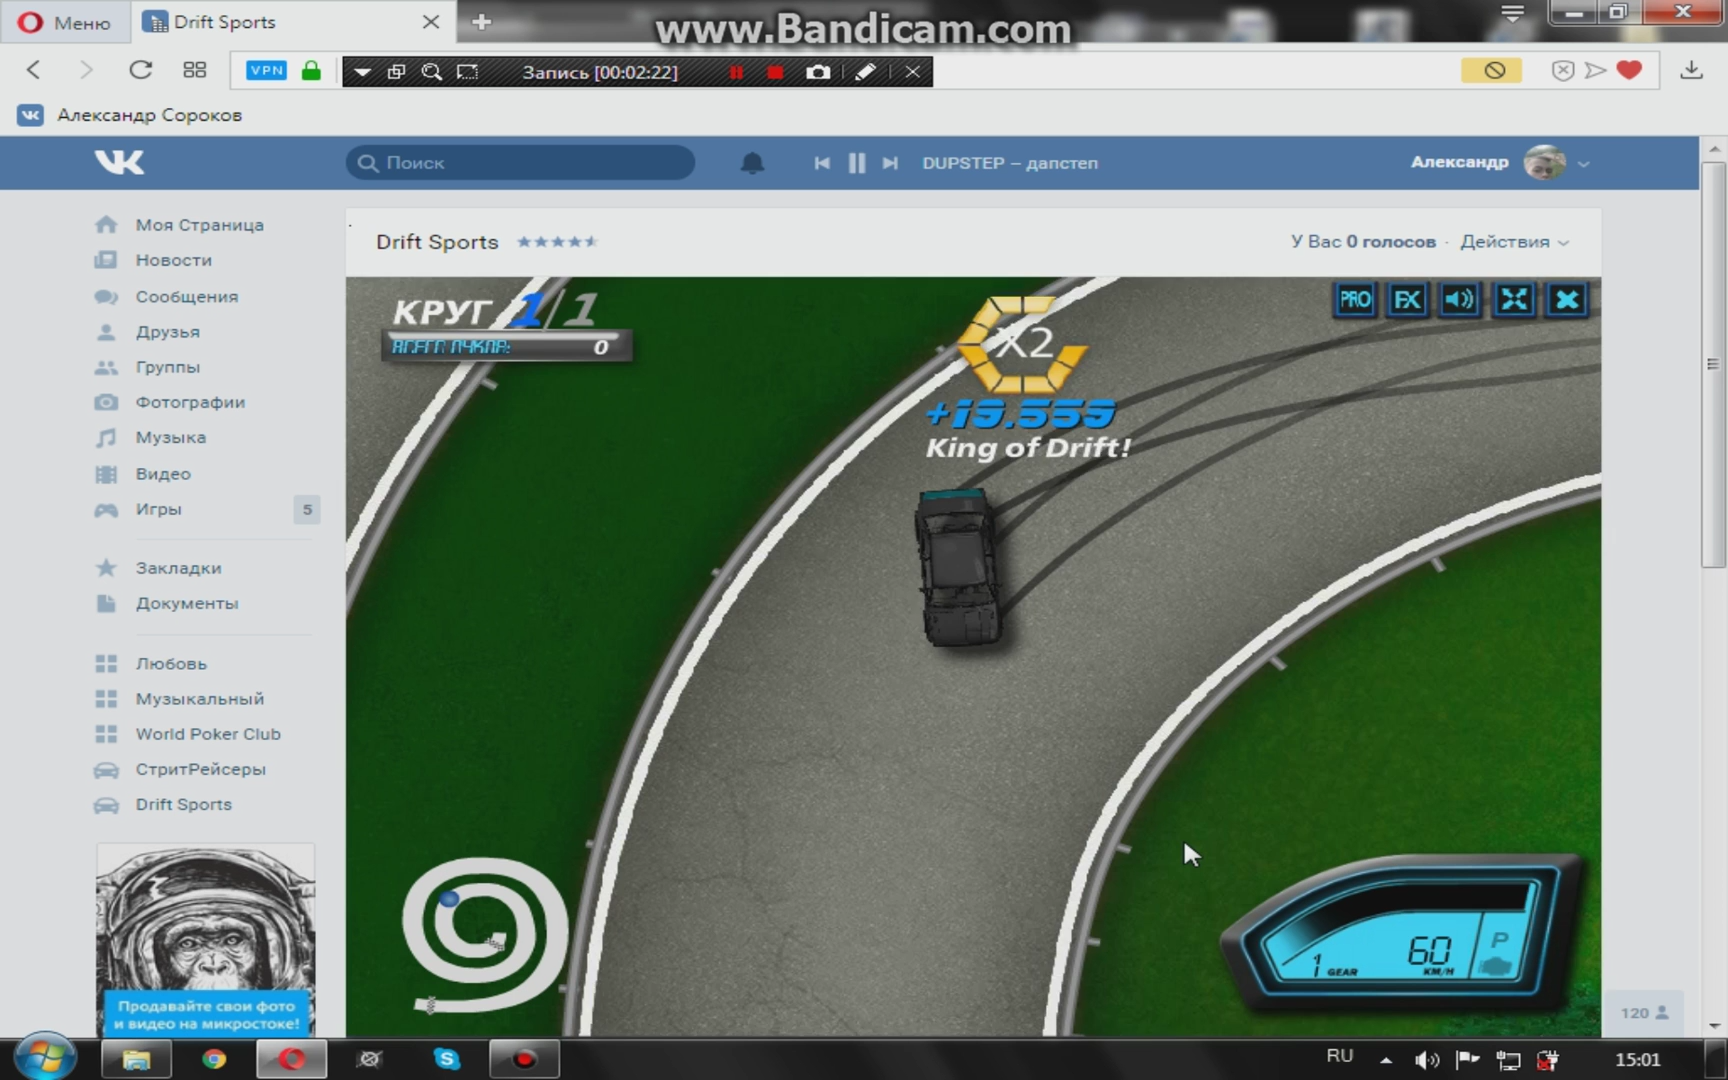 Меню
Drift Sports
www.Bandicam.com
VPN
Запись [00:02:22]
Александр Сороков
Поиск
DUPSTEP – дапстеп
Александр
Моя Страница
Новости
Сообщения
Друзья
Группы
Фотографии
Музыка
Видео
Игры
5
Закладки
Документы
Любовь
Музыкальный
World Poker Club
СтритРейсеры
Drift Sports
Продавайте свои фото
и видео на микростоке!
Drift Sports
У Вас 0 голосов · Действия
КРУГ 1/1
0
X2
+19.559
King of Drift!
PRO
FX
1 GEAR
60
KM/H
P
120
RU
15:01